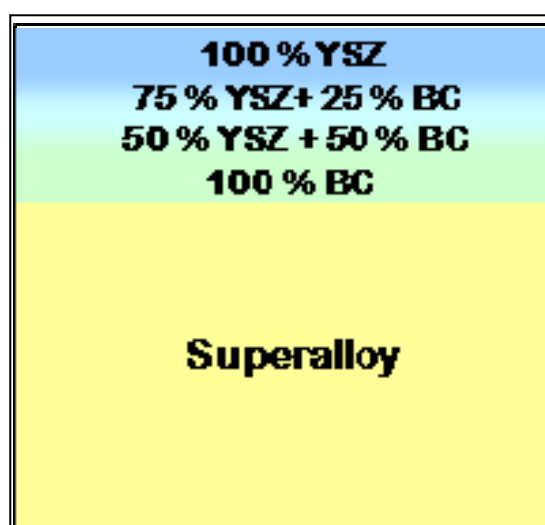 100 % YSZ
75 % YSZ+ 25 % BC
50 % YSZ + 50 % BC
100 % BC
Superalloy